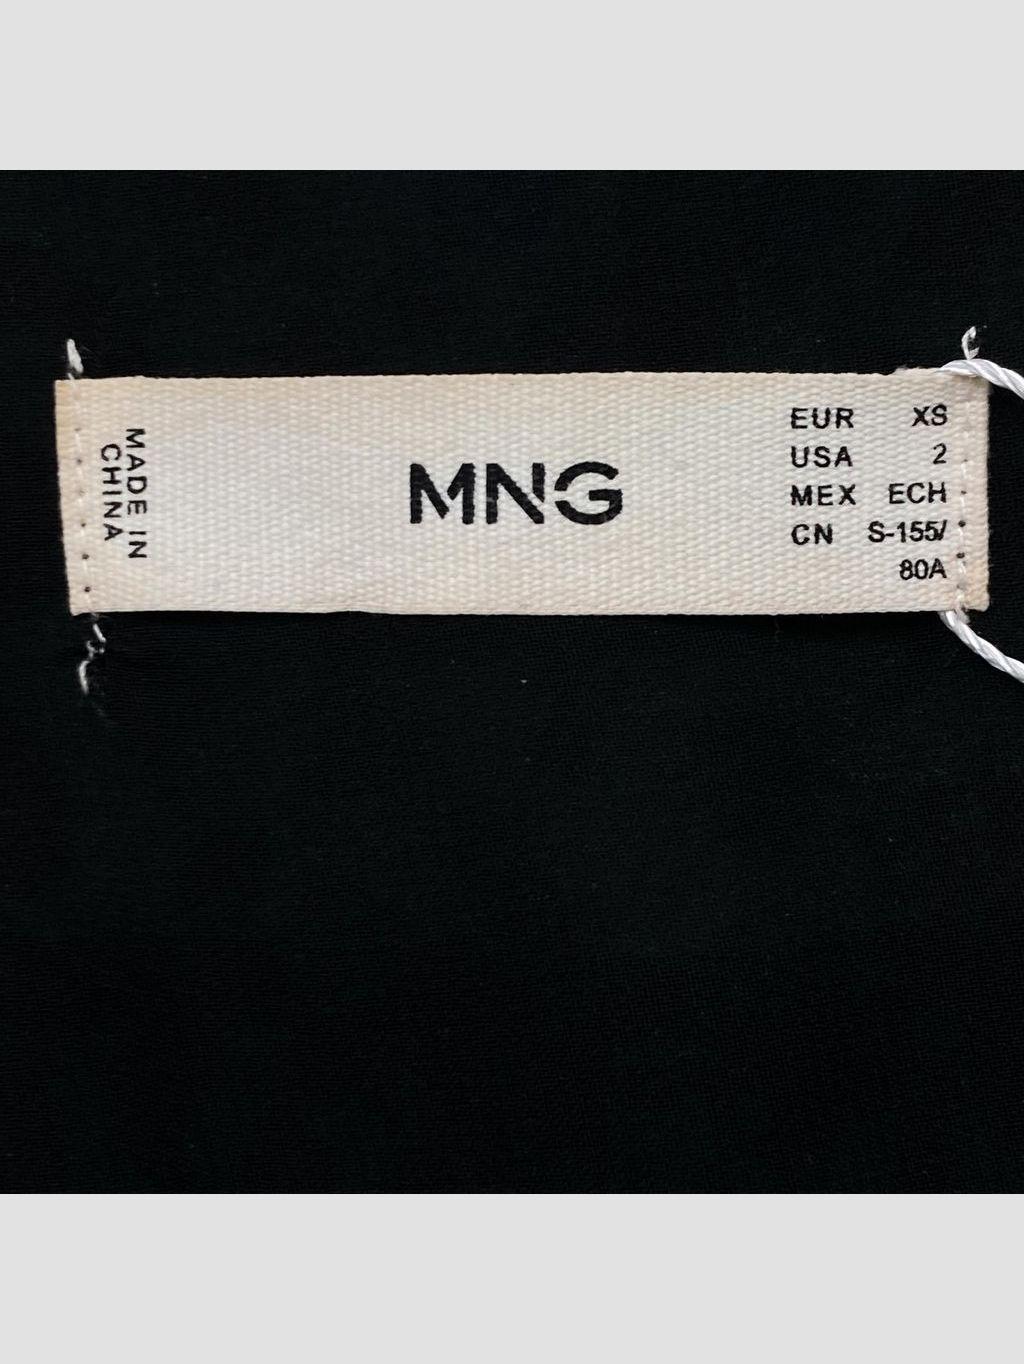 MADE IN
CHINA
MNG
EUR XS
USA 2
MEX ECH
CN S-155/
80A